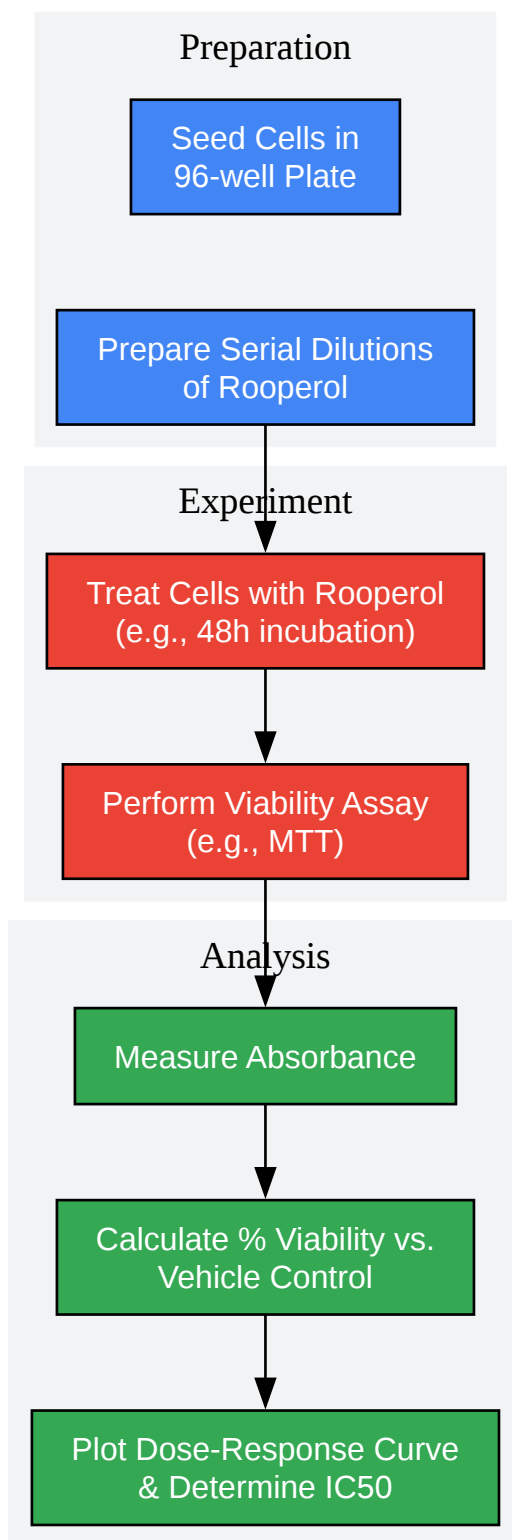 Preparation
Seed Cells in
96-well Plate
Prepare Serial Dilutions
of Rooperol
Experiment
Treat Cells with Rooperol
(e.g., 48h incubation)
Perform Viability Assay
(e.g., MTT)
Analysis
Measure Absorbance
Calculate % Viability vs.
Vehicle Control
Plot Dose-Response Curve
& Determine IC50